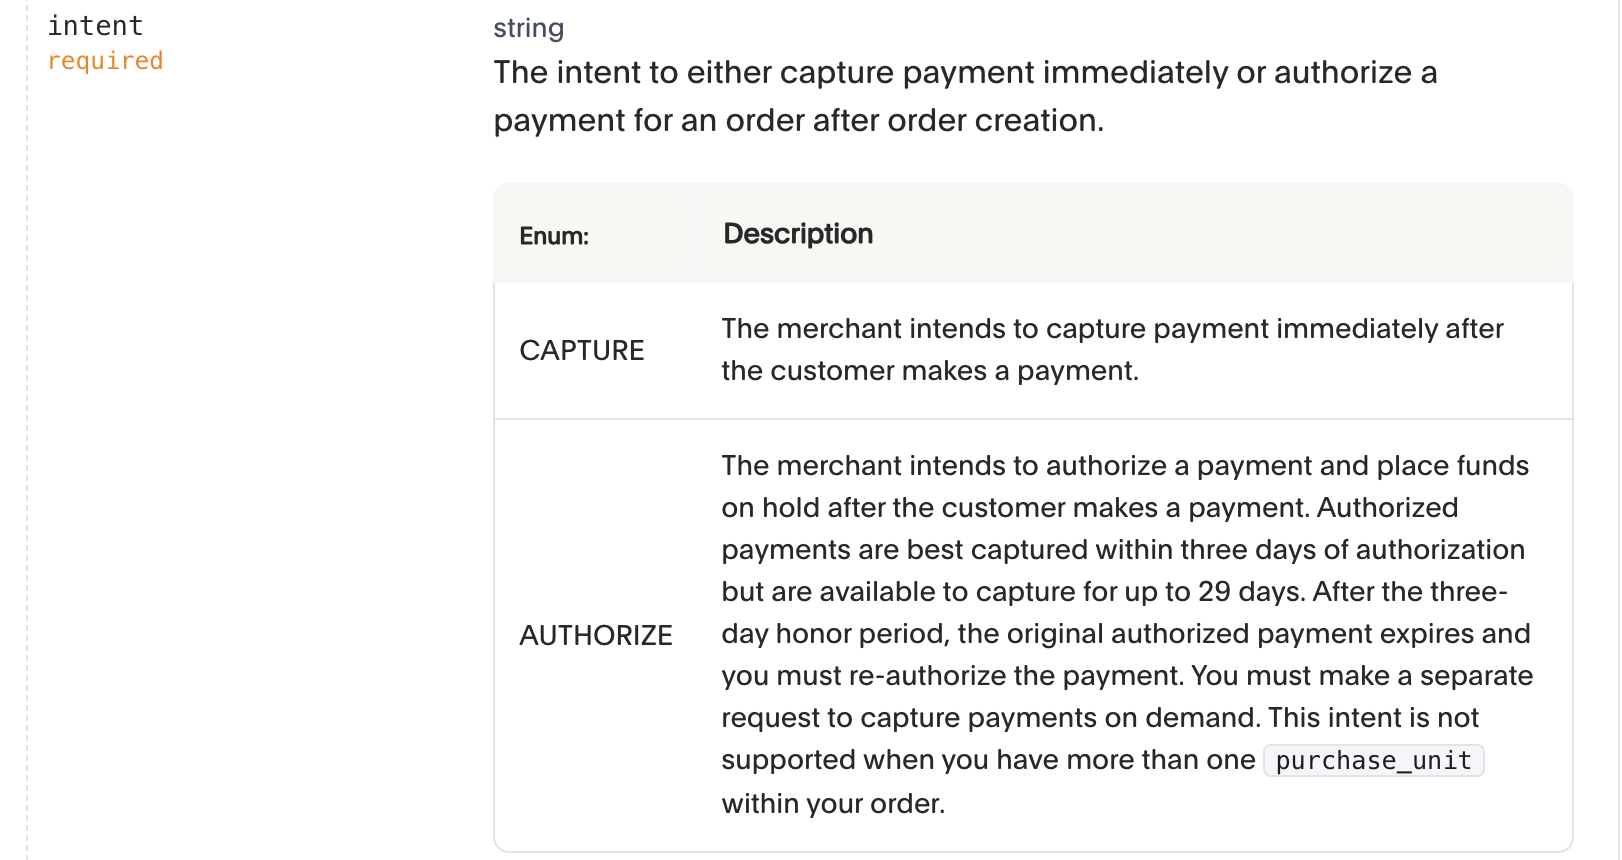 intent
required
string
The intent to either capture payment immediately or authorize a
payment for an order after order creation.
Enum: Description
CAPTURE
The merchant intends to capture payment immediately after
the customer makes a payment.
AUTHORIZE
The merchant intends to authorize a payment and place funds
on hold after the customer makes a payment. Authorized
payments are best captured within three days of authorization
but are available to capture for up to 29 days. After the three-
day honor period, the original authorized payment expires and
you must re-authorize the payment. You must make a separate
request to capture payments on demand. This intent is not
supported when you have more than one purchase_unit
within your order.